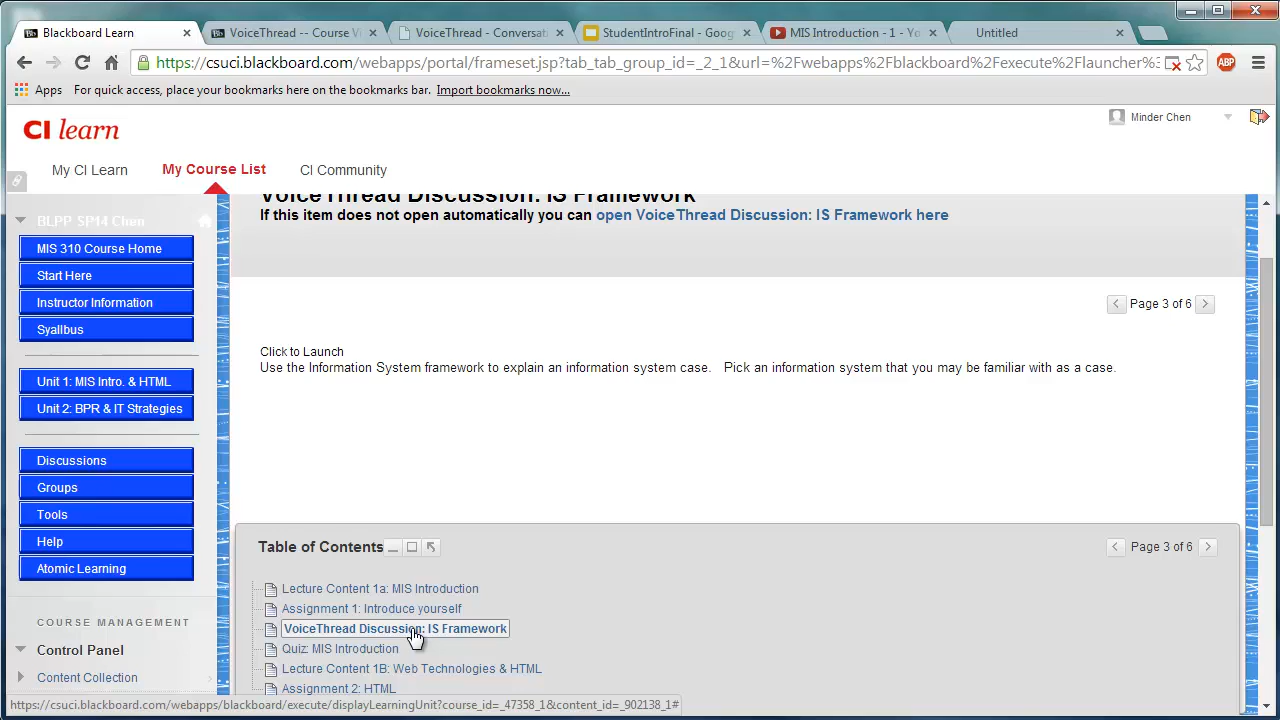 Blackboard Learn
VoiceThread -- Course Vi
VoiceThread - Conversat
StudentIntroFinal - Goog
MIS Introduction - 1 - Yo
Untitled
https://csuci.blackboard.com/webapps/portal/frameset.jsp?tab_tab_group_id=_2_1&url=%2Fwebapps%2Fblackboard%2Fexecute%2Flauncher%3
ABP
Apps
For quick access, place your bookmarks here on the bookmarks bar.
Import bookmarks now...
CI learn
Minder Chen
My CI Learn
My Course List
CI Community
VoiceThread Discussion: IS Framework
If this item does not open automatically you can open VoiceThread Discussion: IS Framework here
BLPP SP14 Chen
MIS 310 Course Home
Start Here
Instructor Information
Syallbus
Unit 1: MIS Intro. & HTML
Unit 2: BPR & IT Strategies
Discussions
Groups
Tools
Help
Atomic Learning
COURSE MANAGEMENT
Control Panel
Content Collection
Page 3 of 6
Click to Launch
Use the Information System framework to explain an information system case. Pick an information system that you may be familiar with as a case.
Table of Contents
Page 3 of 6
Lecture Content 1a: MIS Introduction
Assignment 1: Introduce yourself
VoiceThread Discussion: IS Framework
Quiz: MIS Introduction
Lecture Content 1B: Web Technologies & HTML
Assignment 2: HTML
https://csuci.blackboard.com/webapps/blackboard/execute/displayLearningUnit?course_id=_47358_1&content_id=_902138_1#